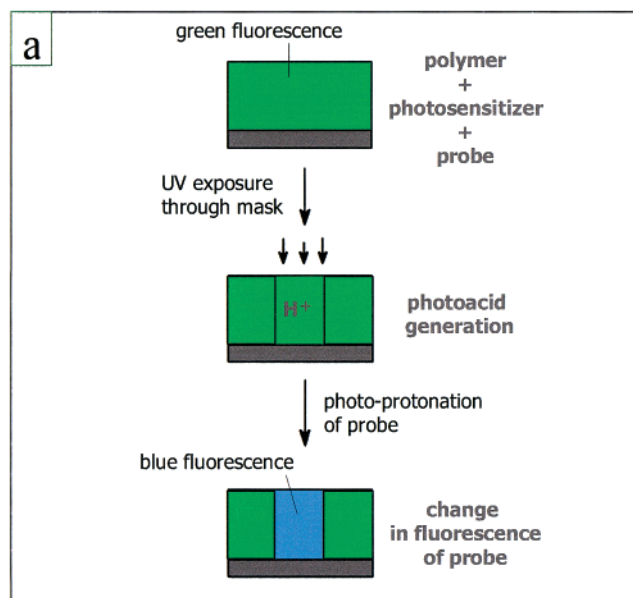 a
green fluorescence
polymer
+
photosensitizer
+
probe
UV exposure
through mask
H+
photoacid
generation
photo-protonation
of probe
blue fluorescence
change
in fluorescence
of probe